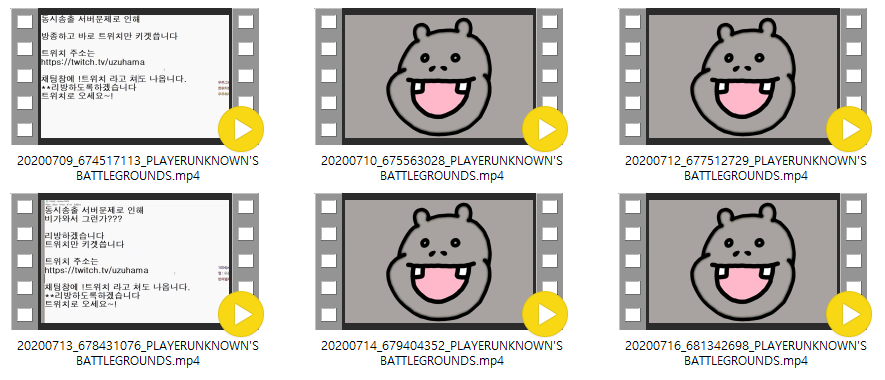 동시송출 서버문제로 인해
방종하고 바로 트위치만 키겟씁니다
트위치 주소는
https://twitch.tv/uzuhama
채팅창에 !트위치 라고 쳐도 나옵니다.
**리방하도록하겠습니다
트위치로 오세요~!
20200709_674517113_PLAYERUNKNOWN'S
BATTLEGROUNDS.mp4
20200710_675563028_PLAYERUNKNOWN'S
BATTLEGROUNDS.mp4
20200712_677512729_PLAYERUNKNOWN'S
BATTLEGROUNDS.mp4
동시송출 서버문제로 인해
비가와서 그런가???
리방하겠습니다
트위치만 키겟씁니다
트위치 주소는
https://twitch.tv/uzuhama
채팅창에 !트위치 라고 쳐도 나옵니다.
**리방하도록하겠습니다
트위치로 오세요~!
20200713_678431076_PLAYERUNKNOWN'S
BATTLEGROUNDS.mp4
20200714_679404352_PLAYERUNKNOWN'S
BATTLEGROUNDS.mp4
20200716_681342698_PLAYERUNKNOWN'S
BATTLEGROUNDS.mp4